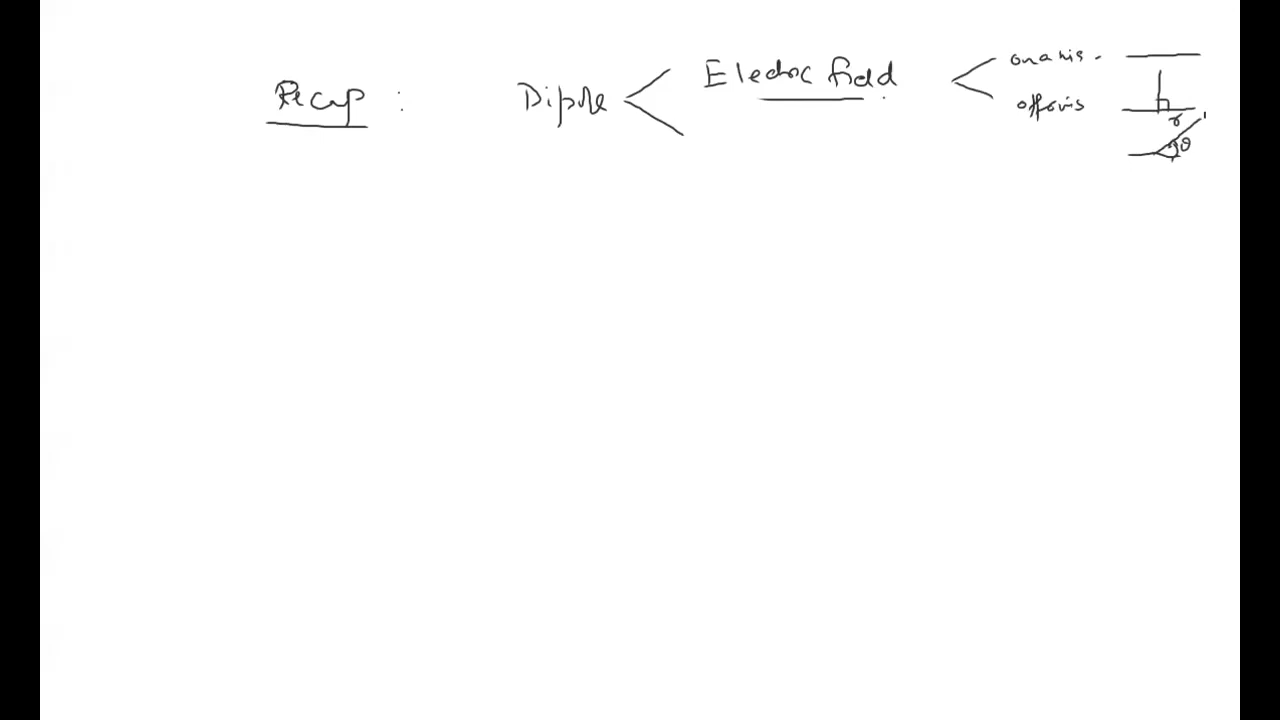 Recap : Dipole Electric field on axis -
off axis
r
θ